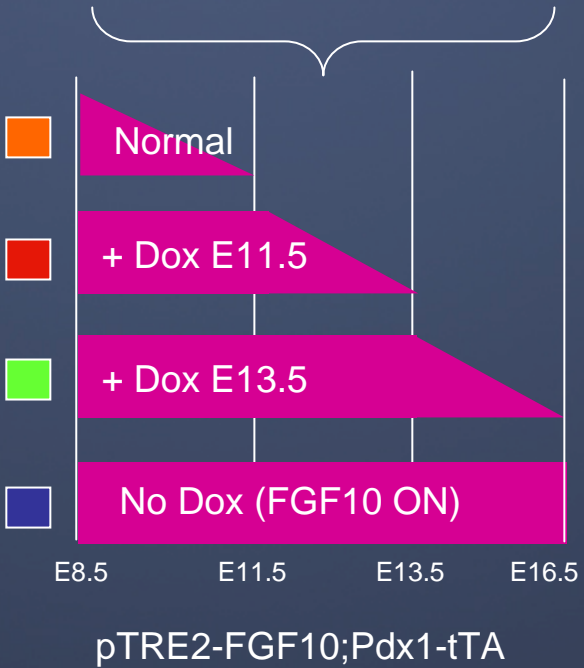 Normal
+ Dox E11.5
+ Dox E13.5
No Dox (FGF10 ON)
E8.5 E11.5 E13.5 E16.5
pTRE2-FGF10;Pdx1-tTA